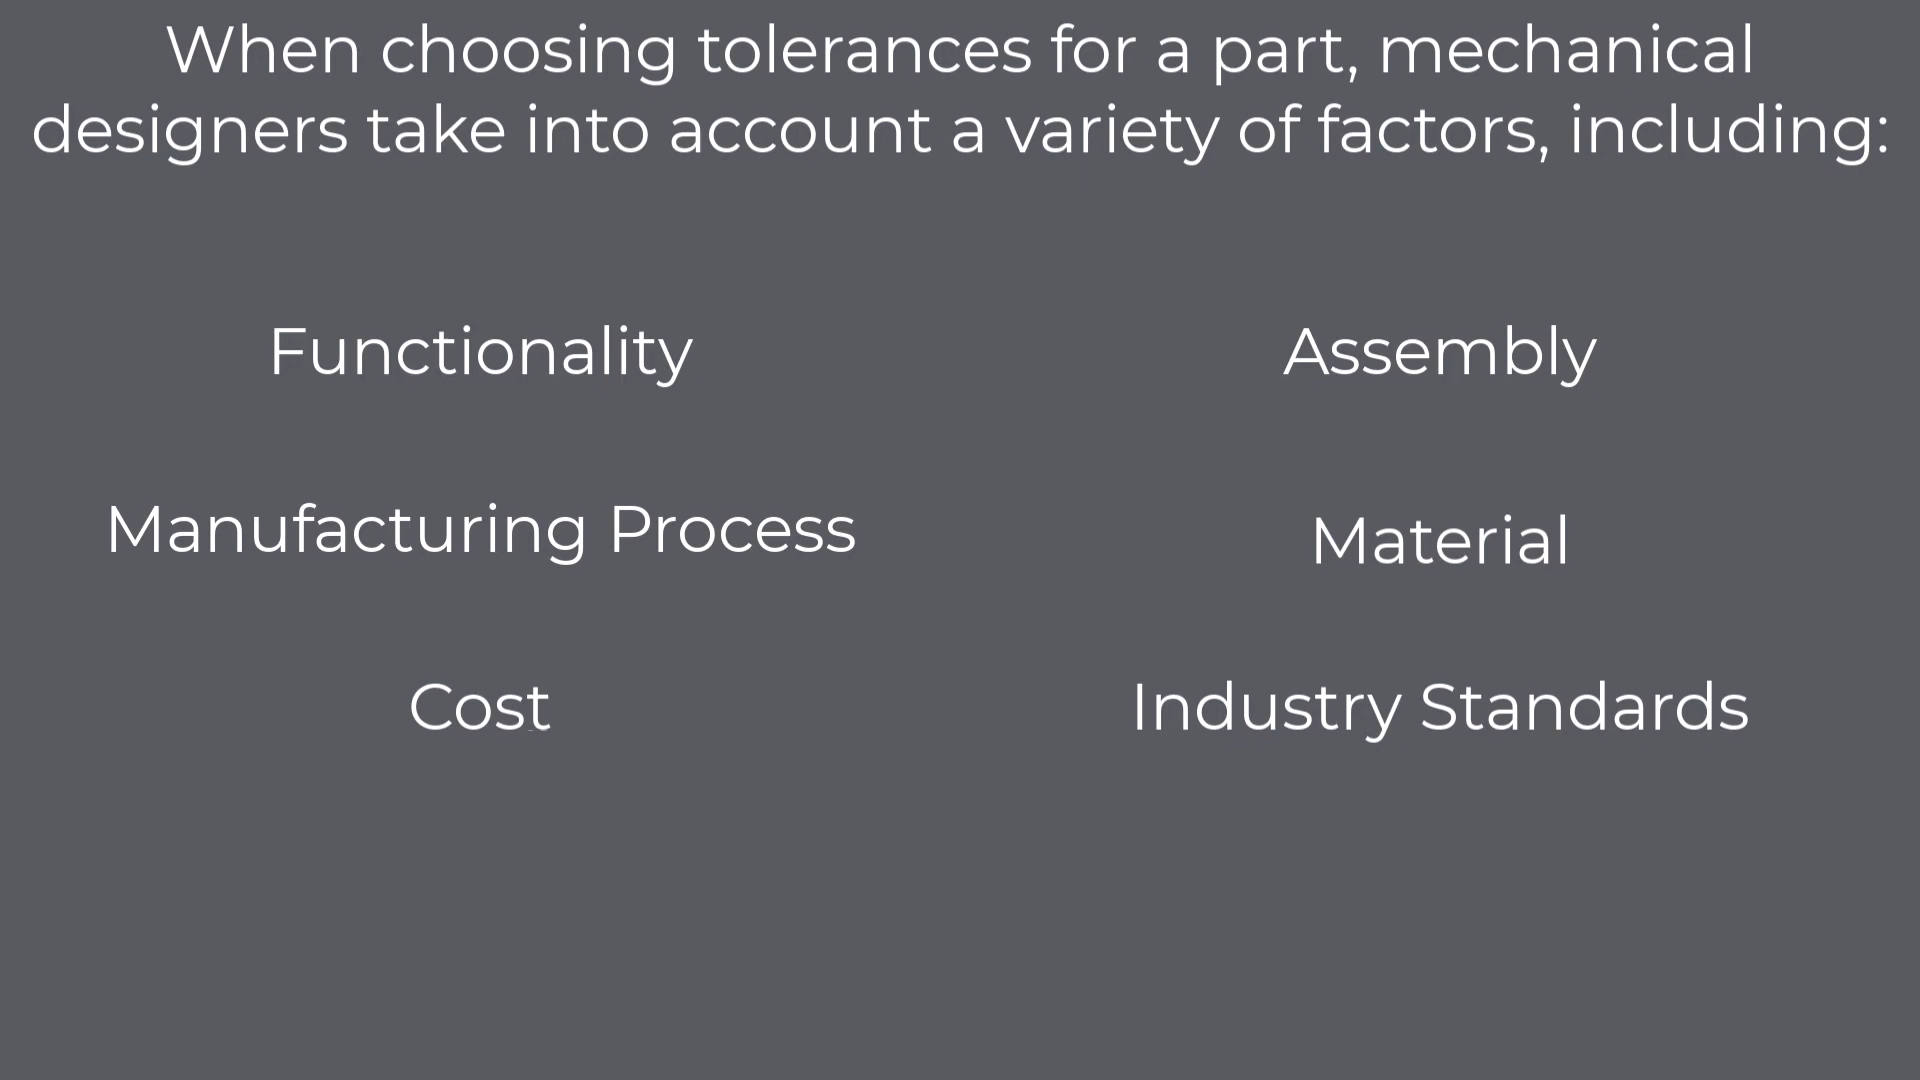 When choosing tolerances for a part, mechanical
designers take into account a variety of factors, including:
Functionality
Assembly
Manufacturing Process
Material
Cost
Industry Standards